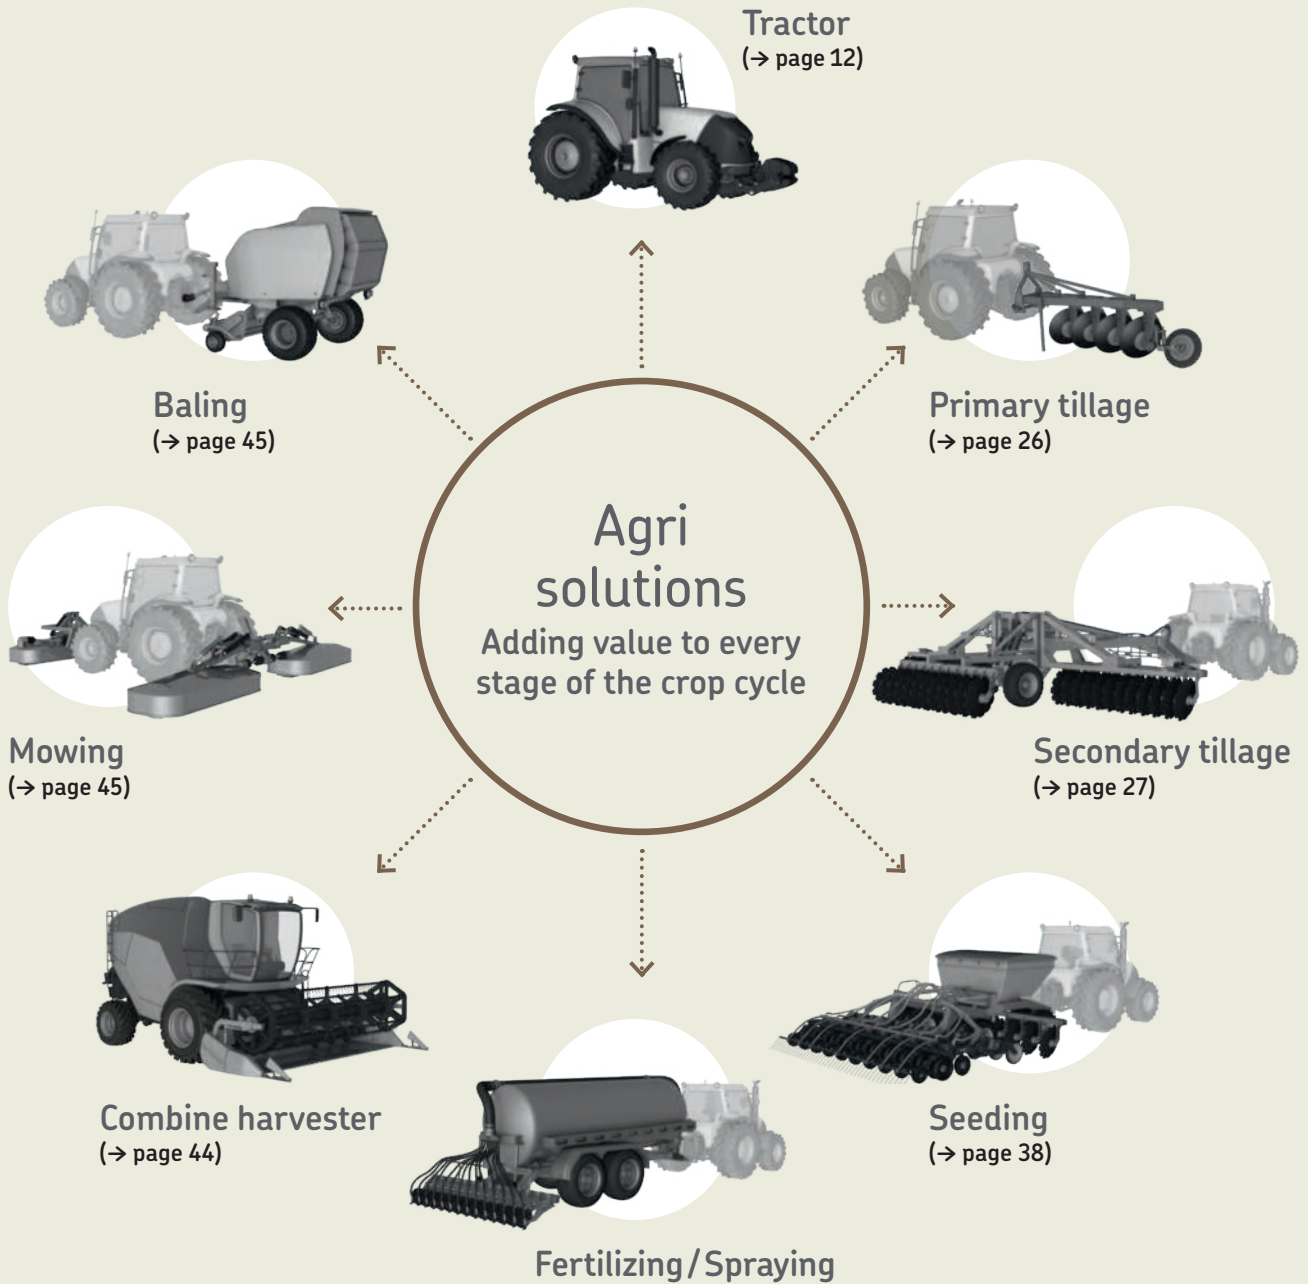 Tractor
(→ page 12)
Baling
(→ page 45)
Primary tillage
(→ page 26)
Agri
solutions
Adding value to every
stage of the crop cycle
Mowing
(→ page 45)
Secondary tillage
(→ page 27)
Combine harvester
(→ page 44)
Seeding
(→ page 38)
Fertilizing/Spraying